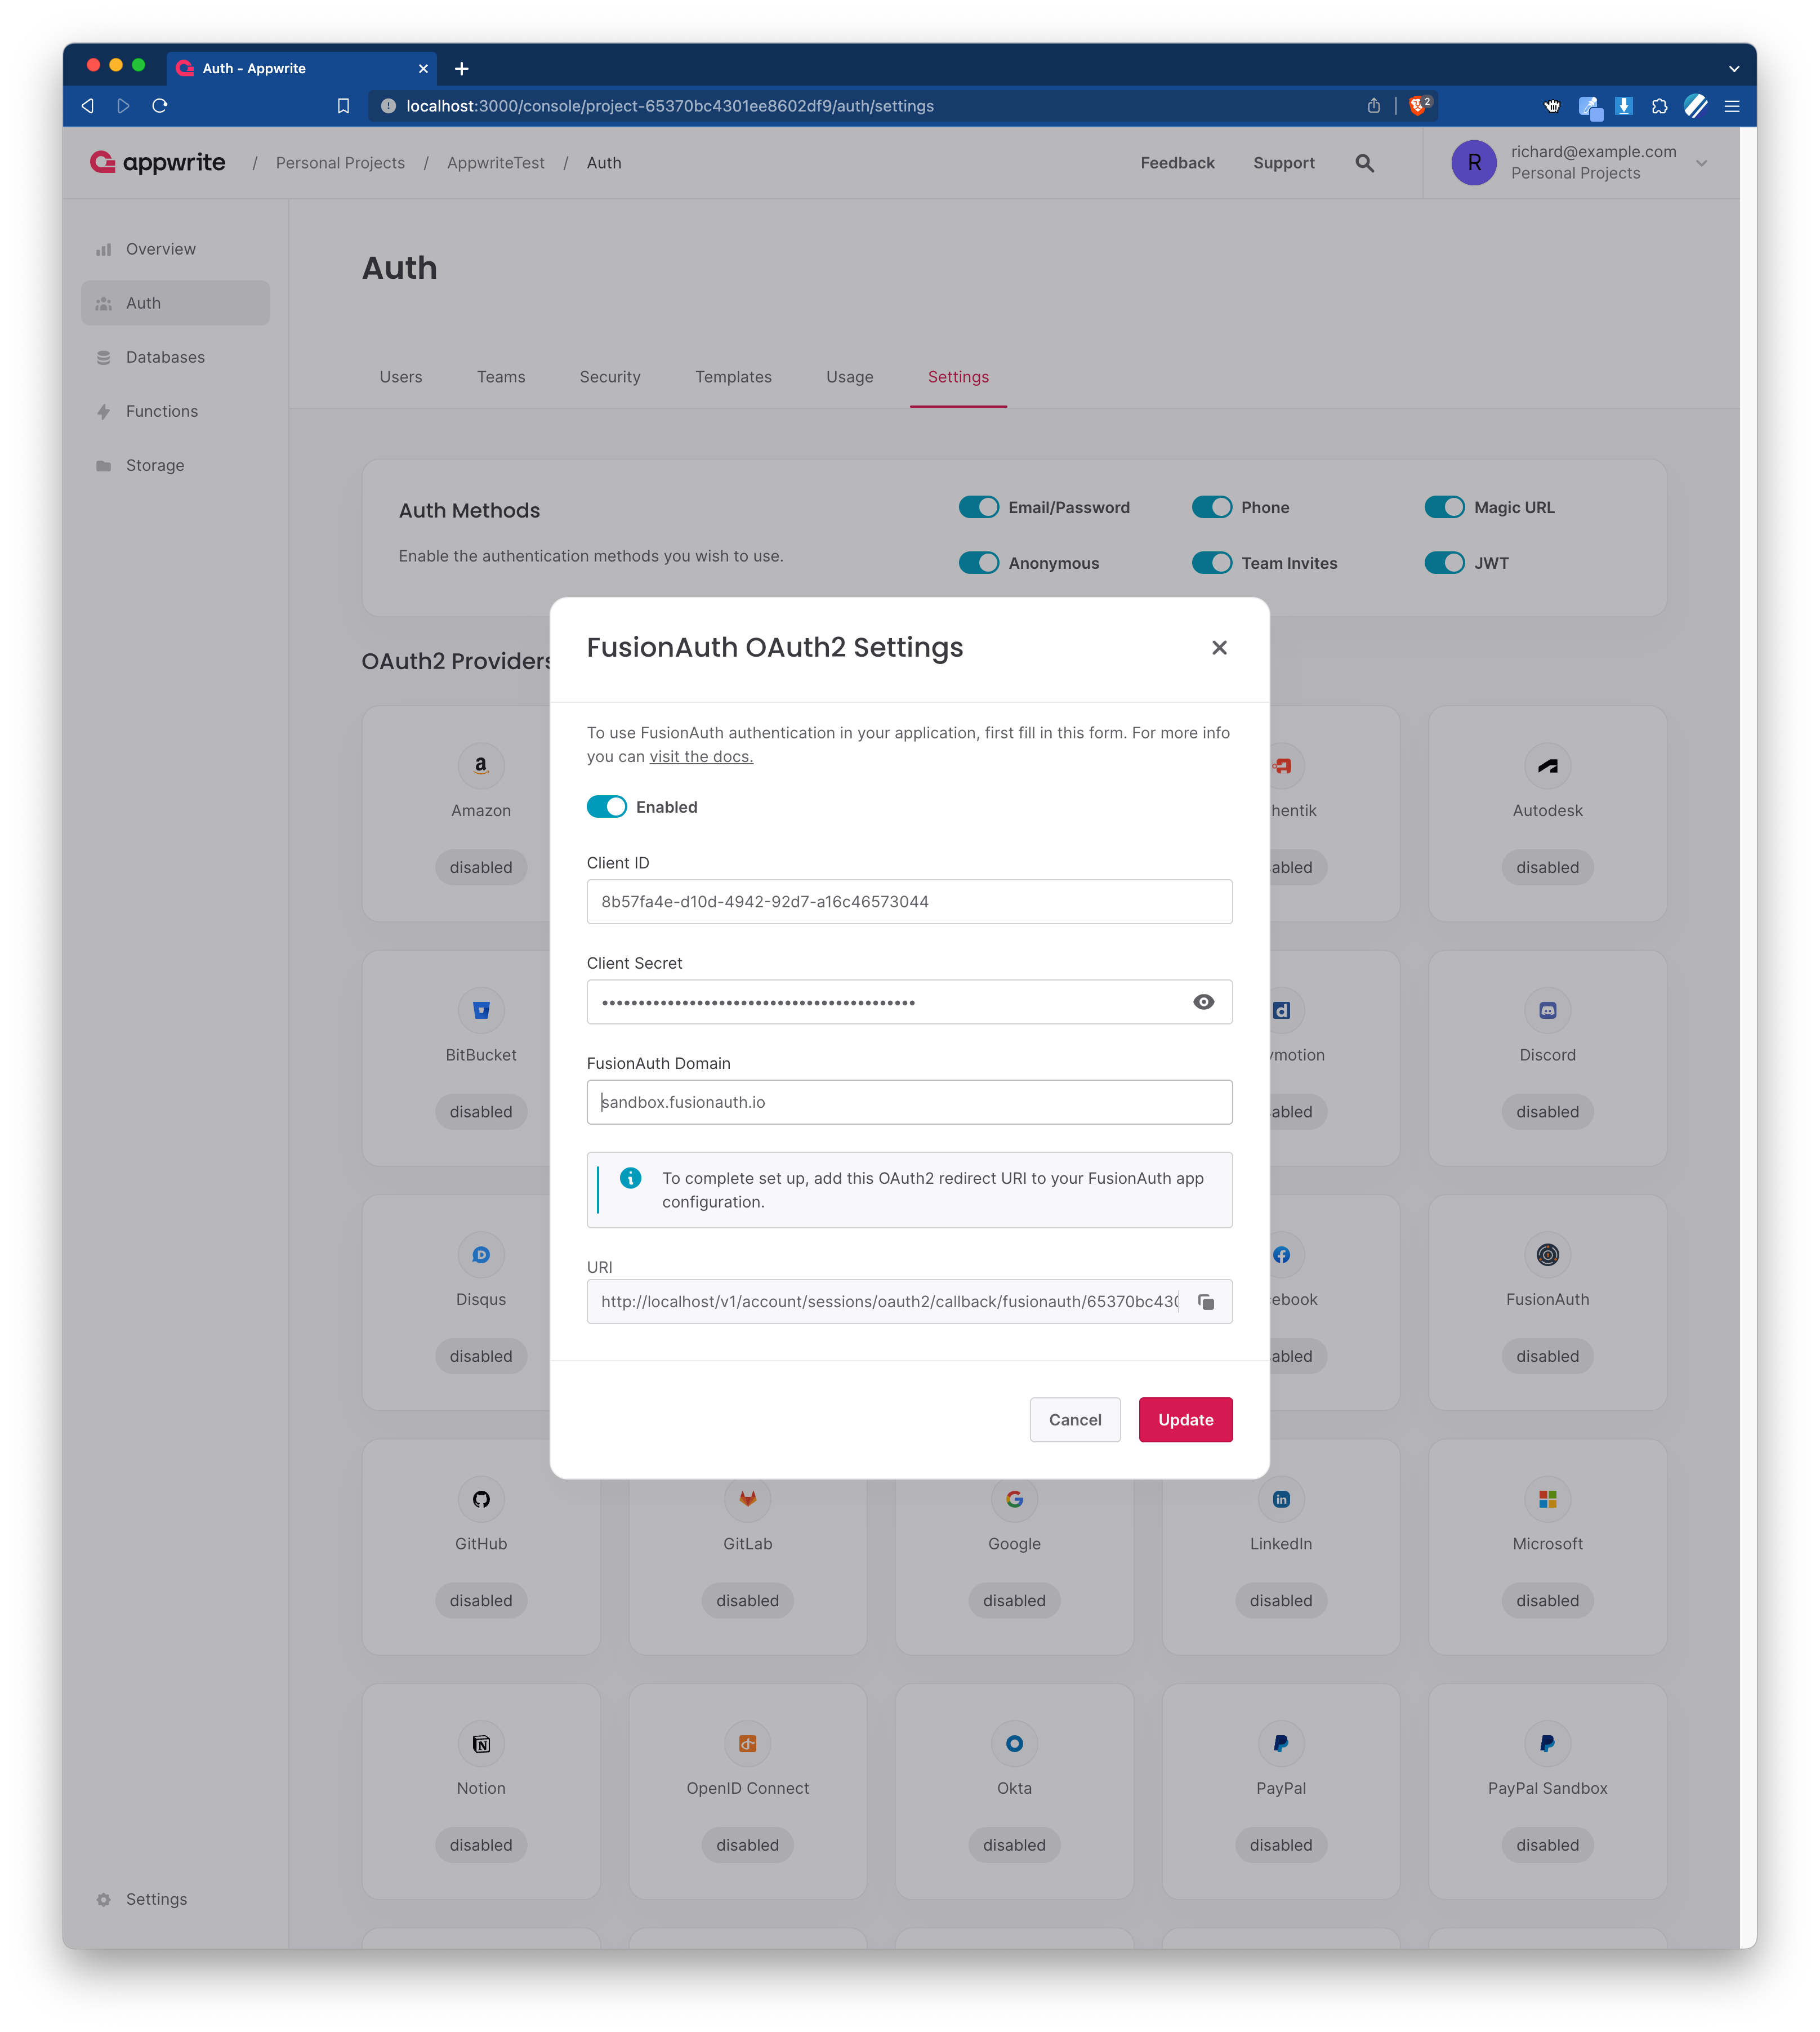 Auth - Appwrite
localhost:3000/console/project-65370bc4301ee8602df9/auth/settings
2
appwrite / Personal Projects / AppwriteTest / Auth
Feedback Support
R
richard@example.com
Personal Projects
Overview
Auth
Databases
Functions
Storage
Settings
Auth
Users Teams Security Templates Usage Settings
Auth Methods
Enable the authentication methods you wish to use.
Email/Password Phone Magic URL
Anonymous Team Invites JWT
OAuth2 Providers
FusionAuth OAuth2 Settings
To use FusionAuth authentication in your application, first fill in this form. For more info
you can visit the docs.
Enabled
Client ID
8b57fa4e-d10d-4942-92d7-a16c46573044
Client Secret
FusionAuth Domain
sandbox.fusionauth.io
To complete set up, add this OAuth2 redirect URI to your FusionAuth app
configuration.
URI
http://localhost/v1/account/sessions/oauth2/callback/fusionauth/65370bc430
Cancel Update
Amazon hentik Autodesk
disabled abled disabled
BitBucket ymotion Discord
disabled abled disabled
Disqus ebook FusionAuth
disabled abled disabled
GitHub GitLab Google LinkedIn Microsoft
disabled disabled disabled disabled disabled
Notion OpenID Connect Okta PayPal PayPal Sandbox
disabled disabled disabled disabled disabled